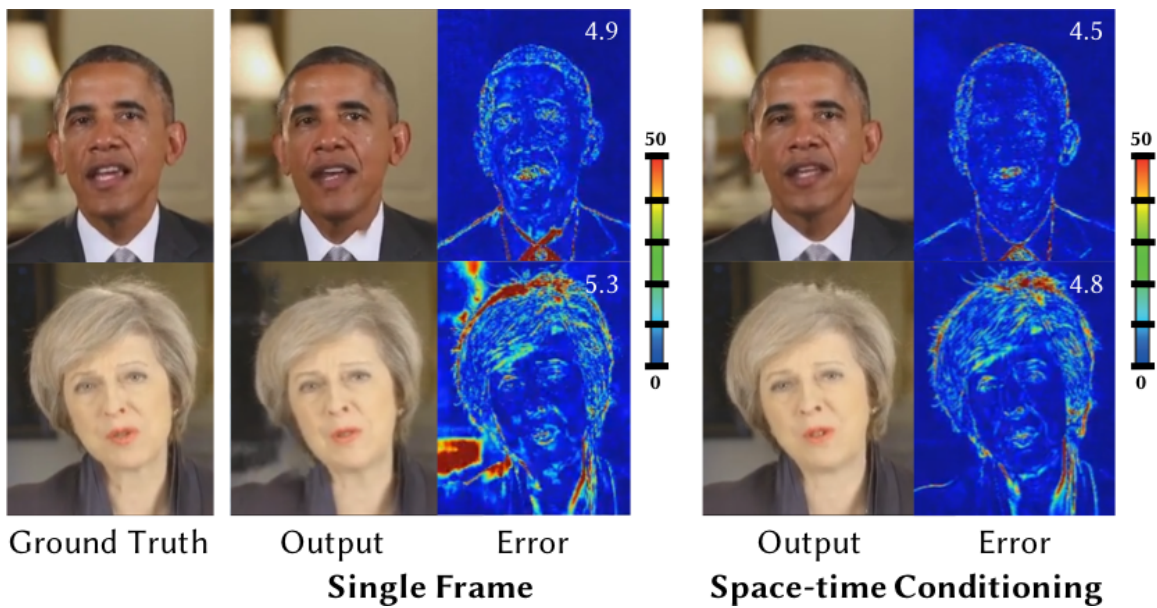 4.9
4.5
50
50
5.3
4.8
0
0
Ground Truth
Output
Error
Output
Error
Single Frame
Space-time Conditioning